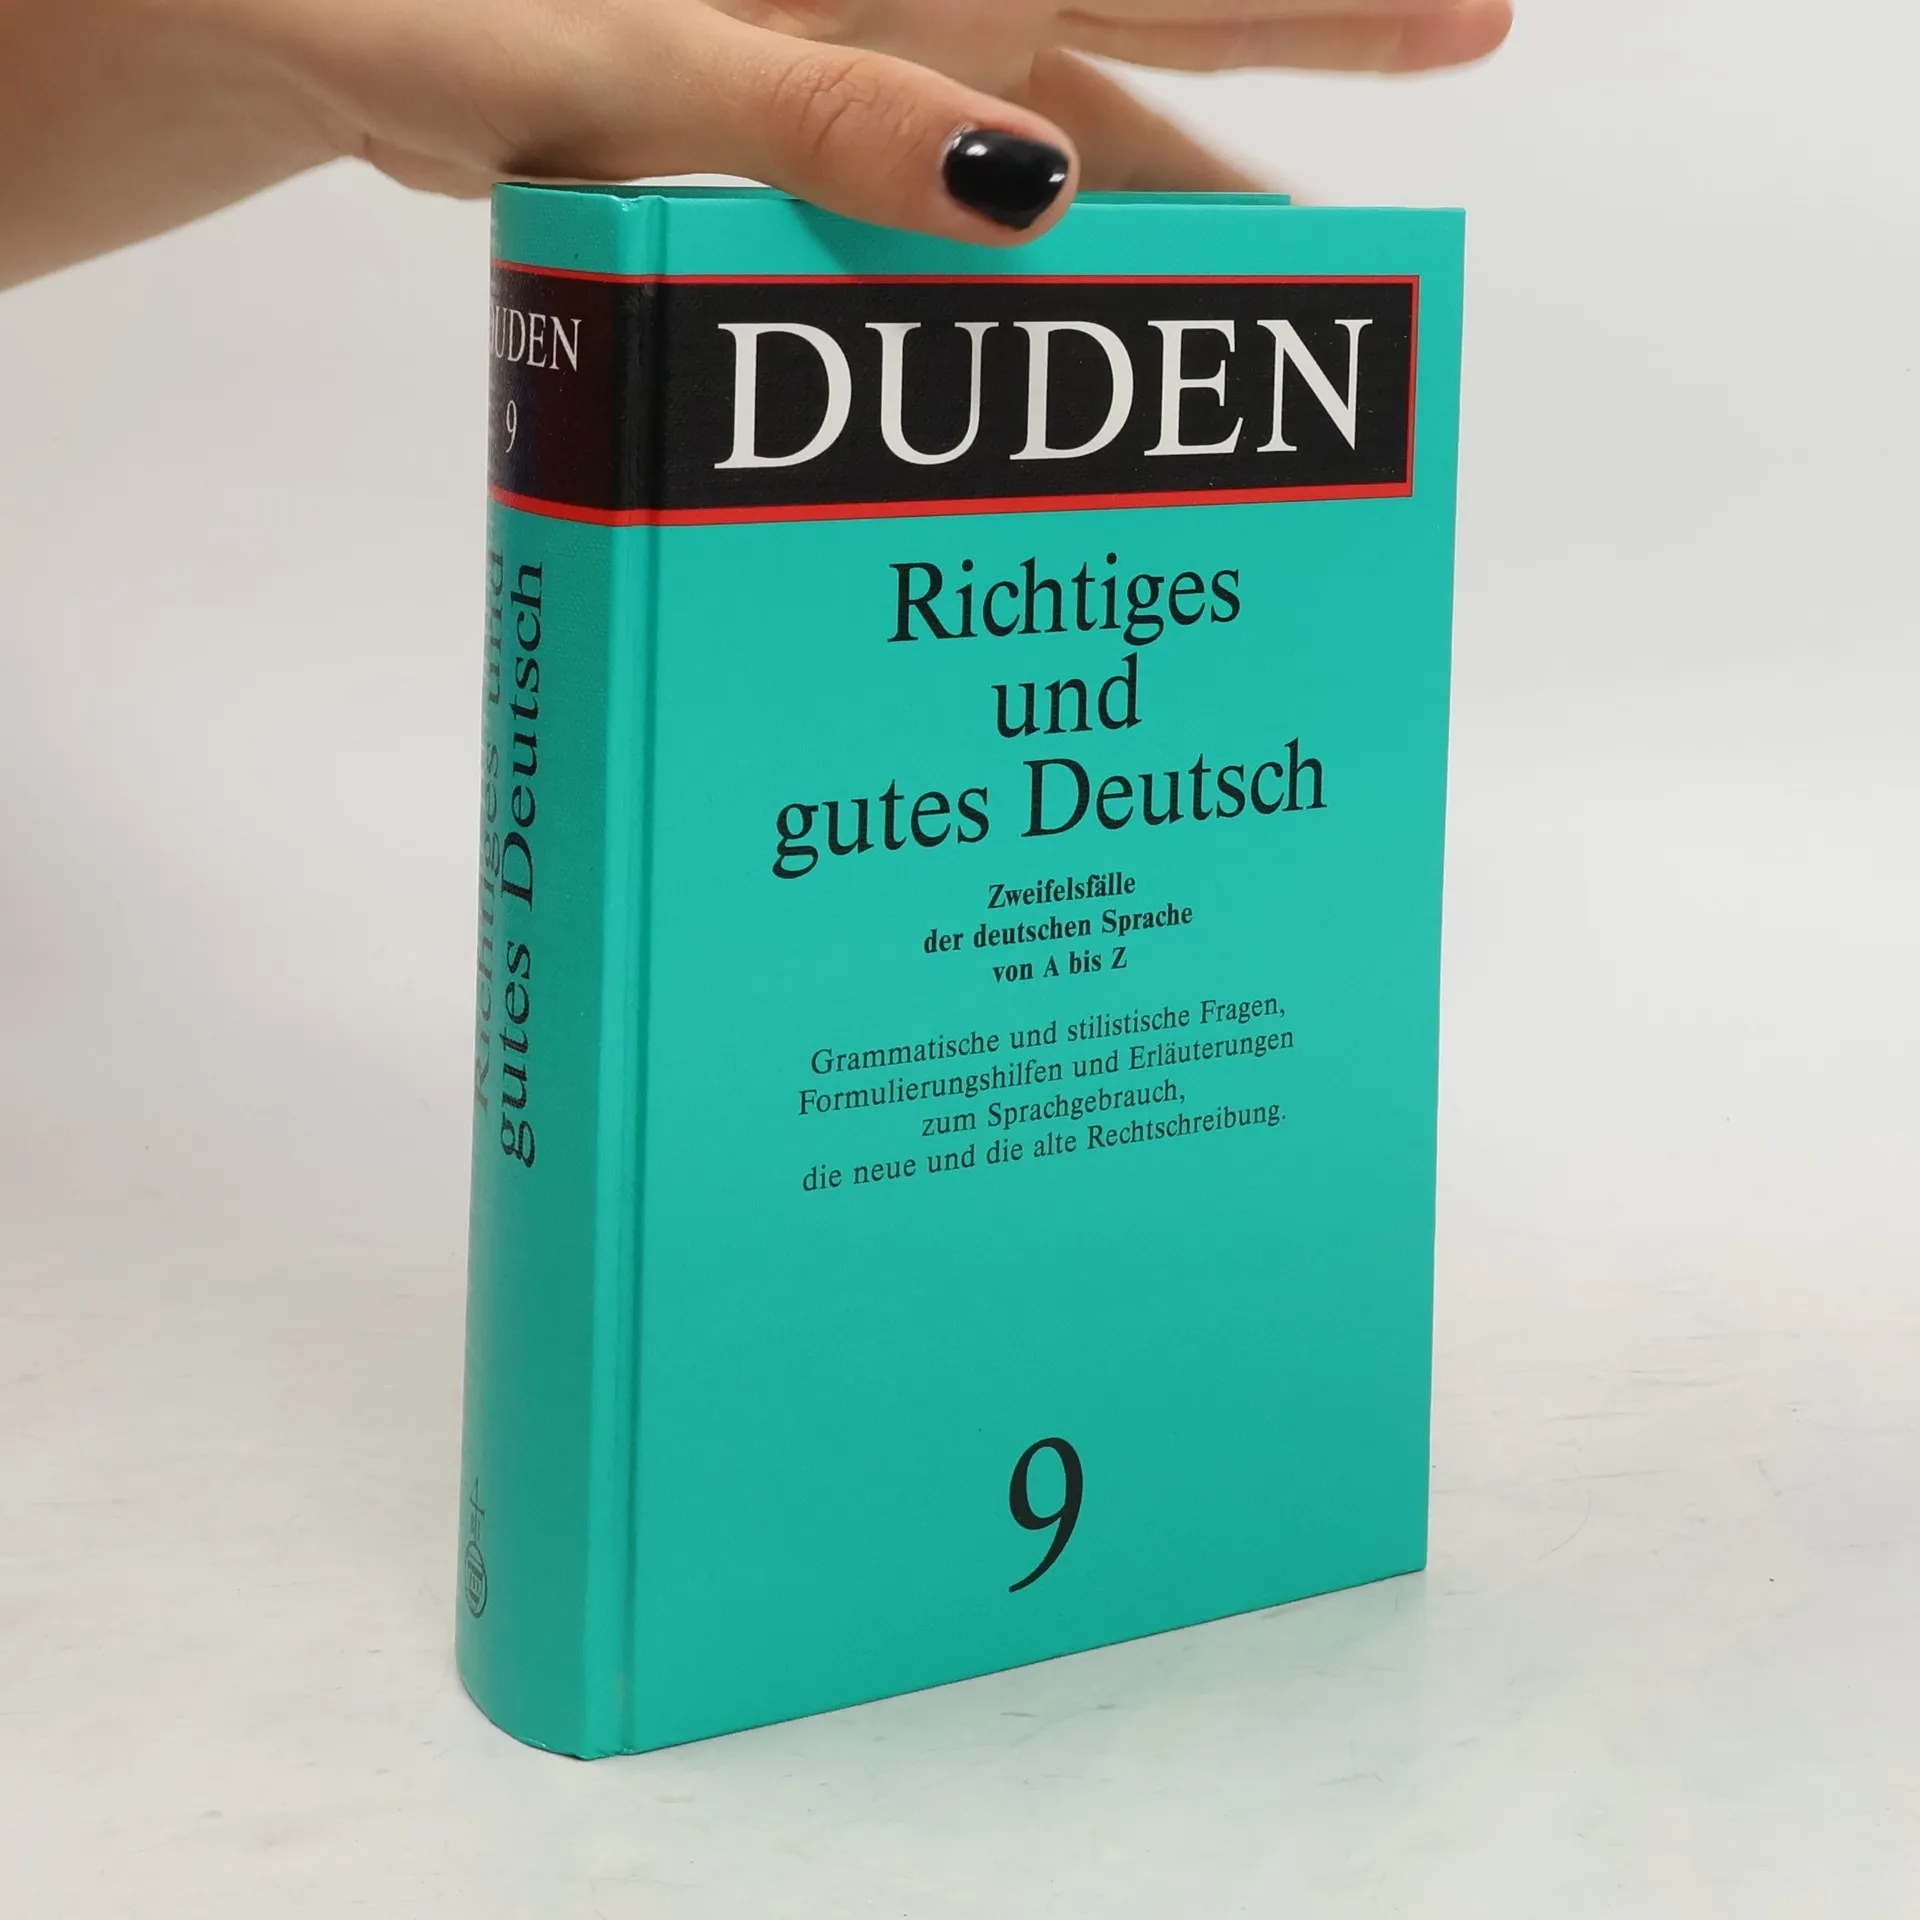 DUDEN
9
Richtiges und
gutes Deutsch
DUDEN
Richtiges
und
gutes Deutsch
Zweifelsfälle
der deutschen Sprache
von A bis Z
Grammatische und stilistische Fragen,
Formulierungshilfen und Erläuterungen
zum Sprachgebrauch,
die neue und die alte Rechtschreibung.
9